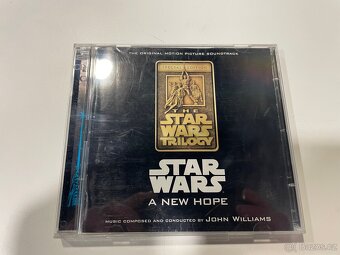 THE ORIGINAL MOTION PICTURE SOUNDTRACK
SPECIAL EDITION
THE
STAR
WARS
TRILOGY
STAR
WARS
A NEW HOPE
MUSIC COMPOSED AND CONDUCTED BY JOHN WILLIAMS